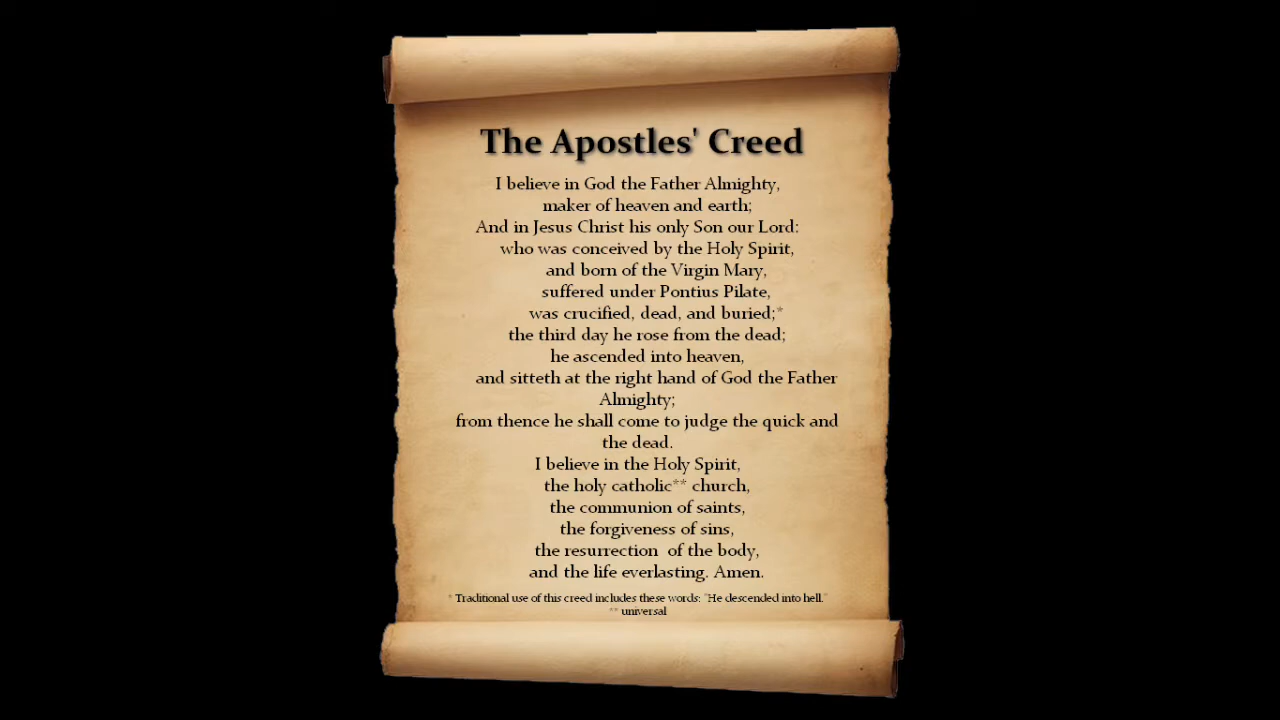 The Apostles' Creed
I believe in God the Father Almighty,
maker of heaven and earth;
And in Jesus Christ his only Son our Lord:
who was conceived by the Holy Spirit,
and born of the Virgin Mary,
suffered under Pontius Pilate,
was crucified, dead, and buried;*
the third day he rose from the dead;
he ascended into heaven,
and sitteth at the right hand of God the Father
Almighty;
from thence he shall come to judge the quick and
the dead.
I believe in the Holy Spirit,
the holy catholic** church,
the communion of saints,
the forgiveness of sins,
the resurrection  of the body,
and the life everlasting. Amen.
* Traditional use of this creed includes these words: "He descended into hell."
** universal